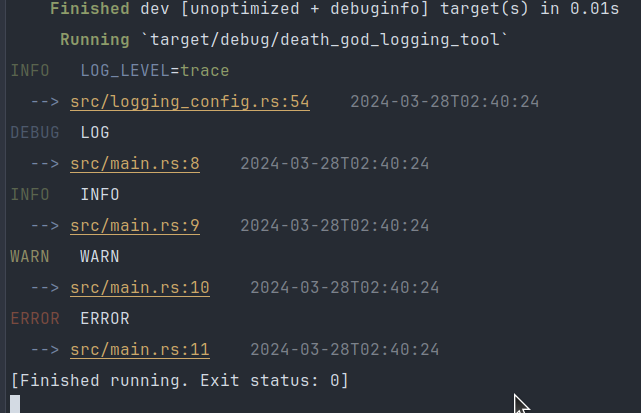 Finished dev [unoptimized + debuginfo] target(s) in 0.01s
Running `target/debug/death_god_logging_tool`
INFO LOG_LEVEL=trace
--> src/logging_config.rs:54 2024-03-28T02:40:24
DEBUG LOG
--> src/main.rs:8 2024-03-28T02:40:24
INFO INFO
--> src/main.rs:9 2024-03-28T02:40:24
WARN WARN
--> src/main.rs:10 2024-03-28T02:40:24
ERROR ERROR
--> src/main.rs:11 2024-03-28T02:40:24
[Finished running. Exit status: 0]